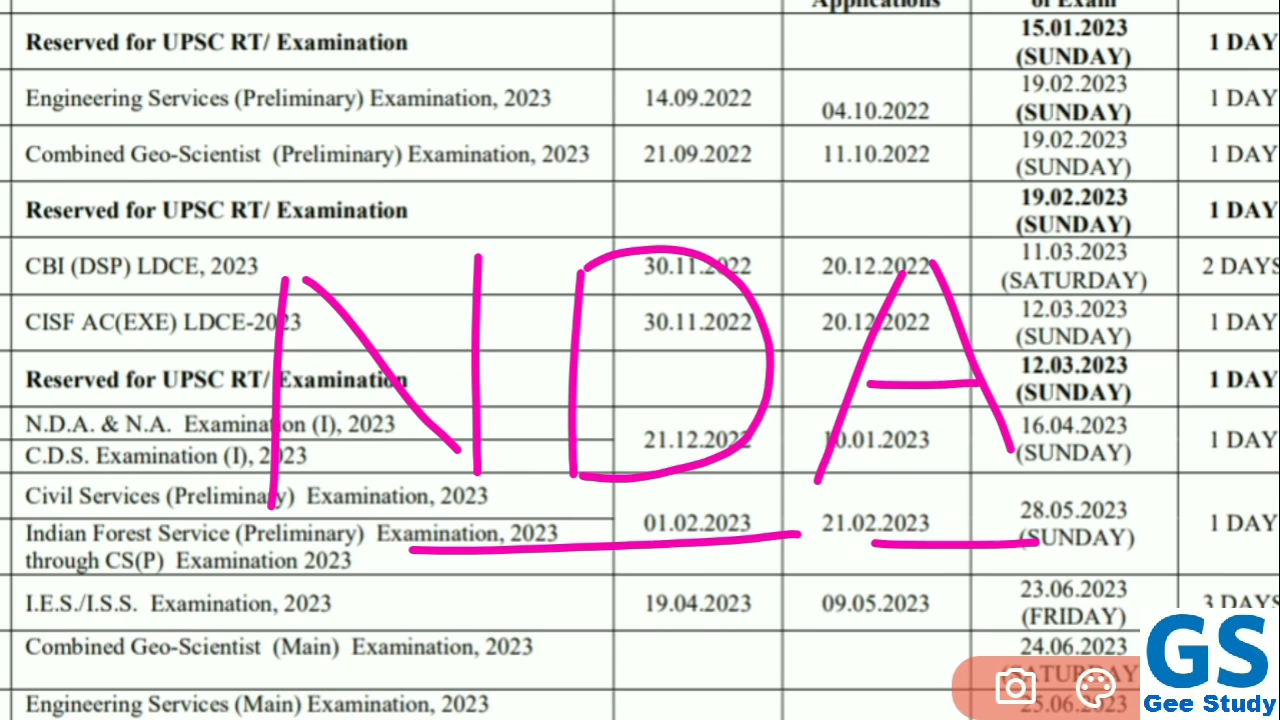 Applications of Exam
Reserved for UPSC RT/ Examination 15.01.2023 (SUNDAY) 1 DAY
Engineering Services (Preliminary) Examination, 2023 14.09.2022 04.10.2022 19.02.2023 (SUNDAY) 1 DAY
Combined Geo-Scientist (Preliminary) Examination, 2023 21.09.2022 11.10.2022 19.02.2023 (SUNDAY) 1 DAY
Reserved for UPSC RT/ Examination 19.02.2023 (SUNDAY) 1 DAY
CBI (DSP) LDCE, 2023 30.11.2022 20.12.2022 11.03.2023 (SATURDAY) 2 DAYS
CISF AC(EXE) LDCE-2023 30.11.2022 20.12.2022 12.03.2023 (SUNDAY) 1 DAY
Reserved for UPSC RT/ Examination 12.03.2023 (SUNDAY) 1 DAY
NDA
N.D.A. & N.A. Examination (I), 2023 21.12.2022 10.01.2023 16.04.2023 (SUNDAY) 1 DAY
C.D.S. Examination (I), 2023
Civil Services (Preliminary) Examination, 2023 01.02.2023 21.02.2023 28.05.2023 (SUNDAY) 1 DAY
Indian Forest Service (Preliminary) Examination, 2023
through CS(P) Examination 2023
I.E.S./I.S.S. Examination, 2023 19.04.2023 09.05.2023 23.06.2023 (FRIDAY) 3 DAYS
Combined Geo-Scientist (Main) Examination, 2023 24.06.2023 (SATURDAY
Engineering Services (Main) Examination, 2023 25.06.2023
GS
Gee Study